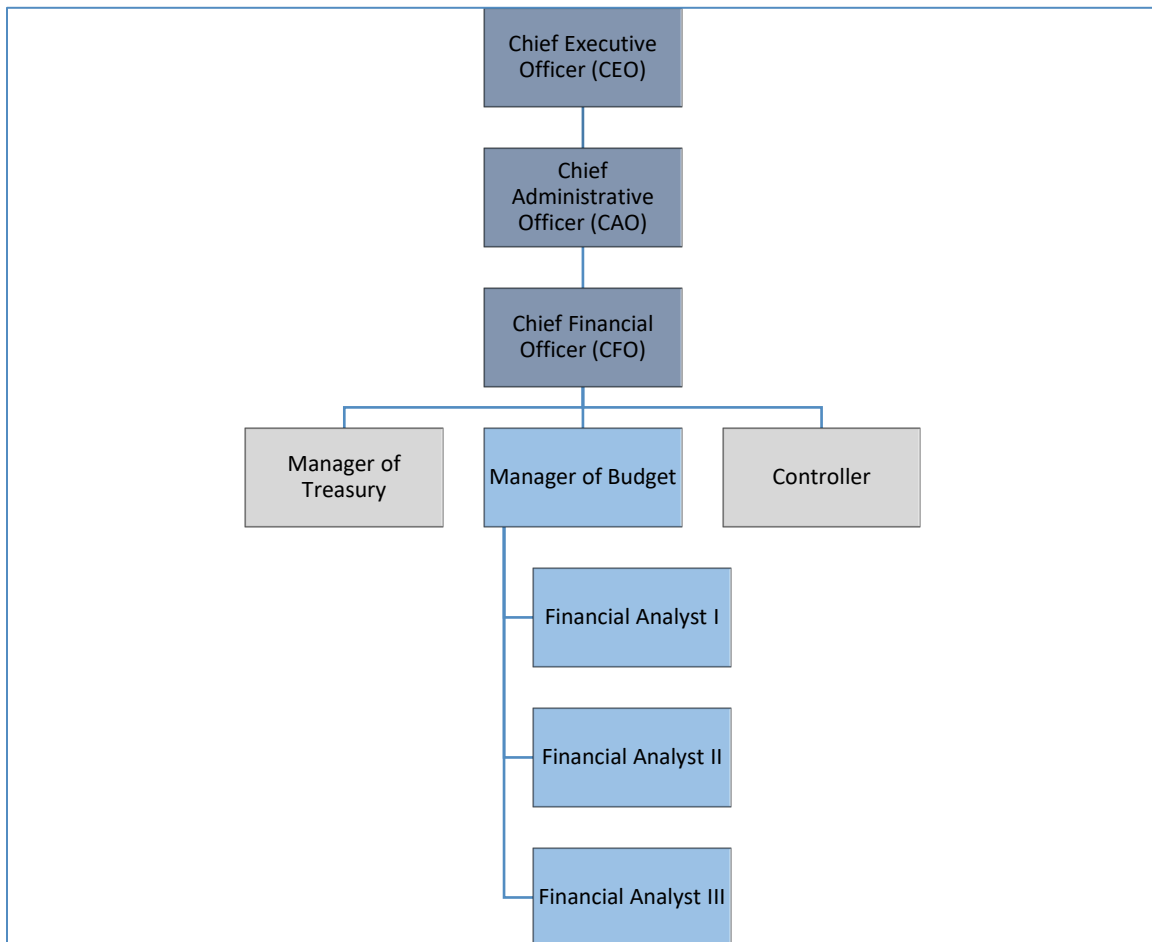 Chief Executive
Officer (CEO)
Chief
Administrative
Officer (CAO)
Chief Financial
Officer (CFO)
Manager of
Treasury
Manager of Budget
Controller
Financial Analyst I
Financial Analyst II
Financial Analyst III